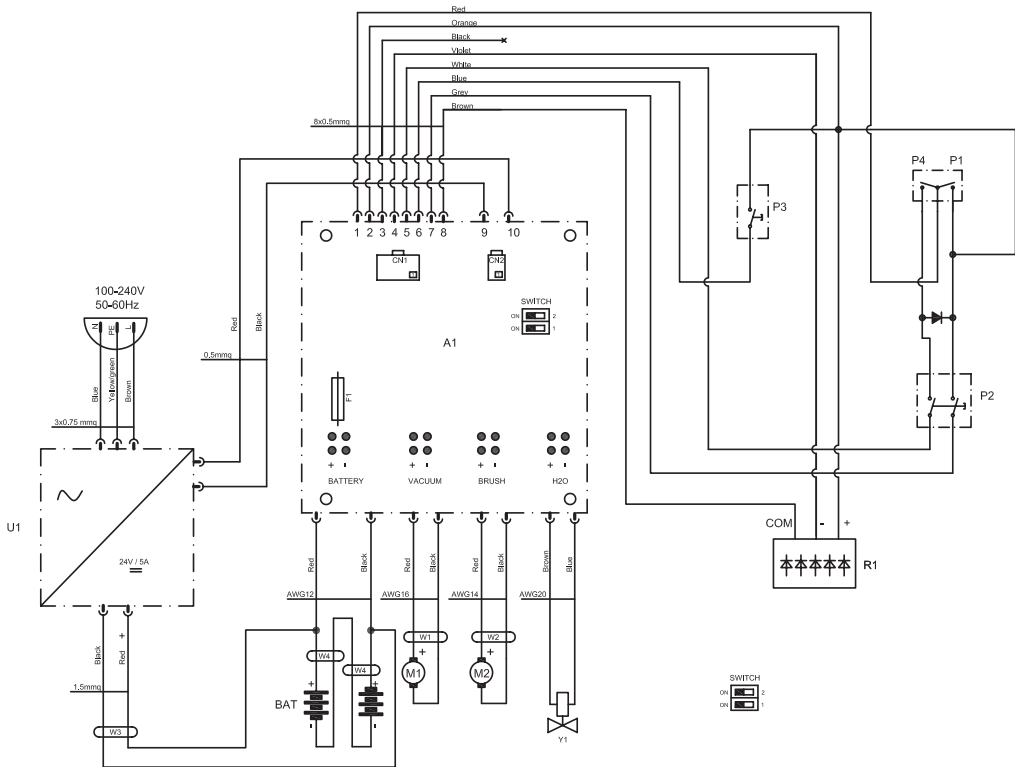 Red
Orange
Black
Violet
White
Blue
Grey
Brown
8x0.5mmq
P4 P1
P3
1 2 3 4 5 6 7 8 9 10
CN1
1
CN2
1
SWITCH
ON 2
ON 1
A1
100-240V
50-60Hz
N
PE
L
Red
Black
0,5mmq
Blue
Yellow/green
Brown
3x0.75 mmq
F1
P2
+ -
BATTERY
+ -
VACUUM
+ -
BRUSH
+ -
H2O
U1
24V / 5A
COM - +
R1
Red
Black
Red
Black
Red
Black
Brown
Blue
AWG12
AWG16
AWG14
AWG20
Black
Red
+
1,5mmq
W3
W4
W4
W1
W2
+
+
M1
M2
+
+
BAT
-
-
Y1
SWITCH
ON 2
ON 1